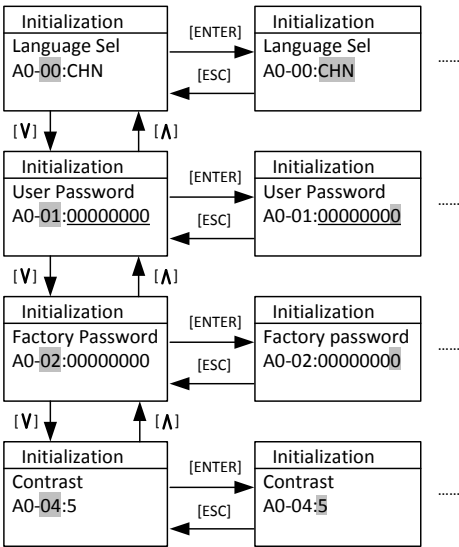 Initialization
Language Sel
A0-00:CHN
[ENTER]
[ESC]
Initialization
Language Sel
A0-00:CHN
......
[∨]
[∧]
Initialization
User Password
A0-01:00000000
[ENTER]
[ESC]
Initialization
User Password
A0-01:00000000
......
[∨]
[∧]
Initialization
Factory Password
A0-02:00000000
[ENTER]
[ESC]
Initialization
Factory password
A0-02:00000000
......
[∨]
[∧]
Initialization
Contrast
A0-04:5
[ENTER]
[ESC]
Initialization
Contrast
A0-04:5
......